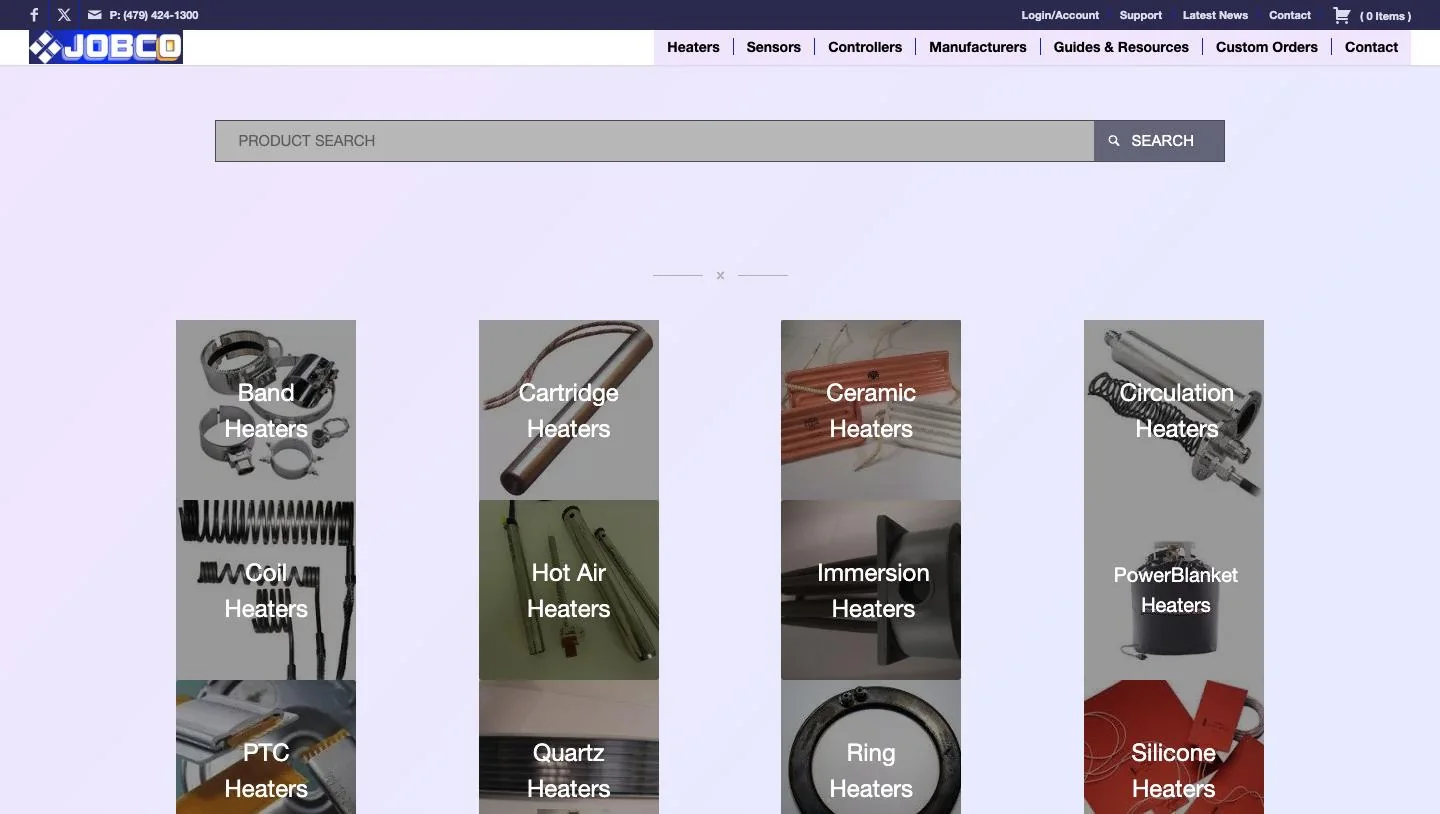 P: (479) 424-1300
Login/Account
Support
Latest News
Contact
( 0 Items )
JOBCO
Heaters
Sensors
Controllers
Manufacturers
Guides & Resources
Custom Orders
Contact
PRODUCT SEARCH
SEARCH
Band
Heaters
Cartridge
Heaters
Ceramic
Heaters
Circulation
Heaters
Coil
Heaters
Hot Air
Heaters
Immersion
Heaters
PowerBlanket
Heaters
PTC
Heaters
Quartz
Heaters
Ring
Heaters
Silicone
Heaters